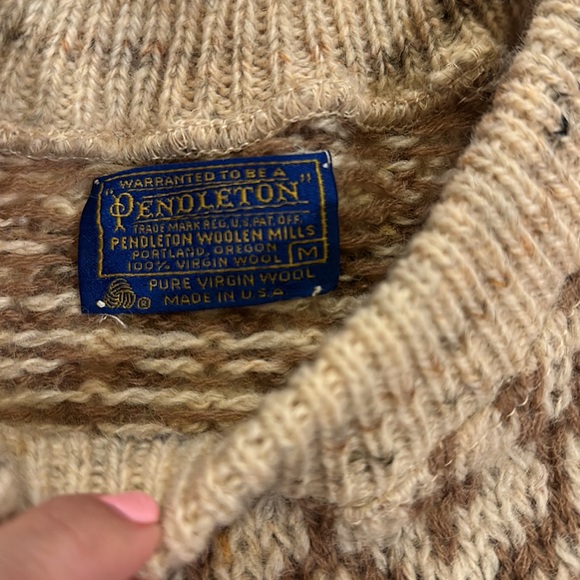 WARRANTED TO BE A
"PENDLETON"
TRADE MARK REG. U.S. PAT. OFF.
PENDLETON WOOLEN MILLS
PORTLAND, OREGON
100% VIRGIN WOOL M
® PURE VIRGIN WOOL
MADE IN U.S.A